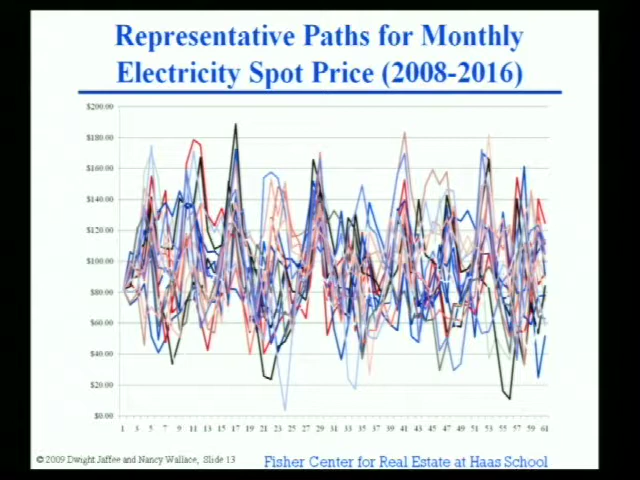 Representative Paths for Monthly
Electricity Spot Price (2008-2016)
$200.00
$180.00
$160.00
$140.00
$120.00
$100.00
$80.00
$60.00
$40.00
$20.00
$0.00
1 3 5 7 9 11 13 15 17 19 21 23 25 27 29 31 33 35 37 39 41 43 45 47 49 51 53 55 57 59 61
© 2009 Dwight Jaffee and Nancy Wallace, Slide 13
Fisher Center for Real Estate at Haas School